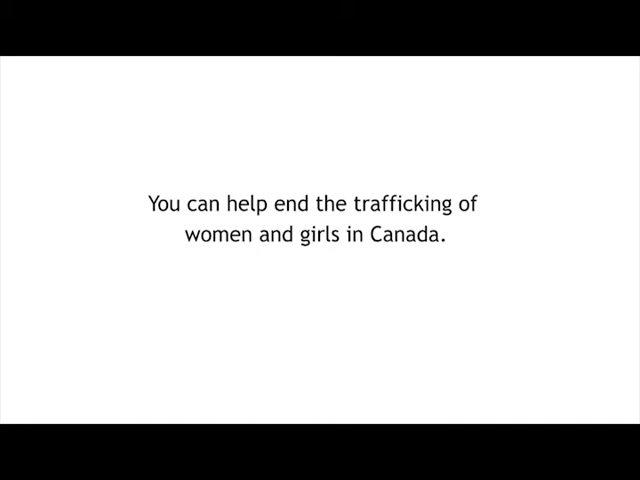 You can help end the trafficking of
women and girls in Canada.